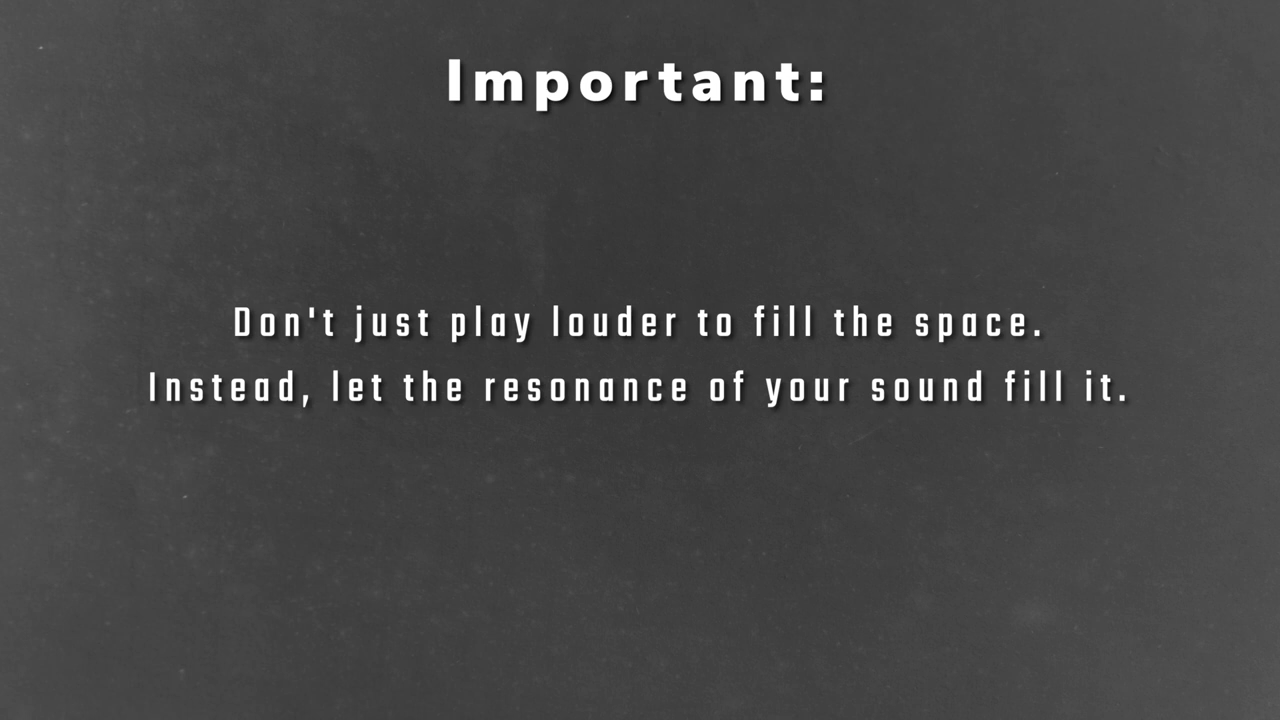 Important:
Don't just play louder to fill the space.
Instead, let the resonance of your sound fill it.